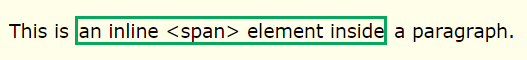 This is an inline <span> element inside a paragraph.